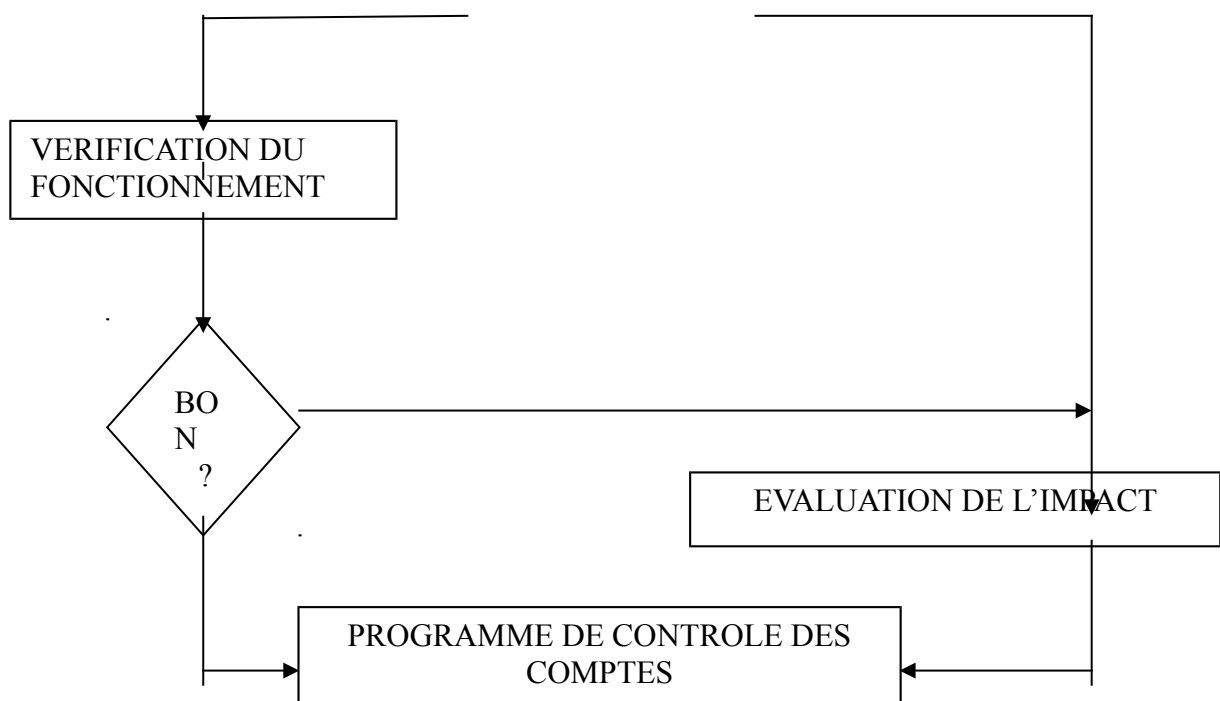 VERIFICATION DU
FONCTIONNEMENT
BO
N
?
EVALUATION DE L’IMPACT
PROGRAMME DE CONTROLE DES
COMPTES